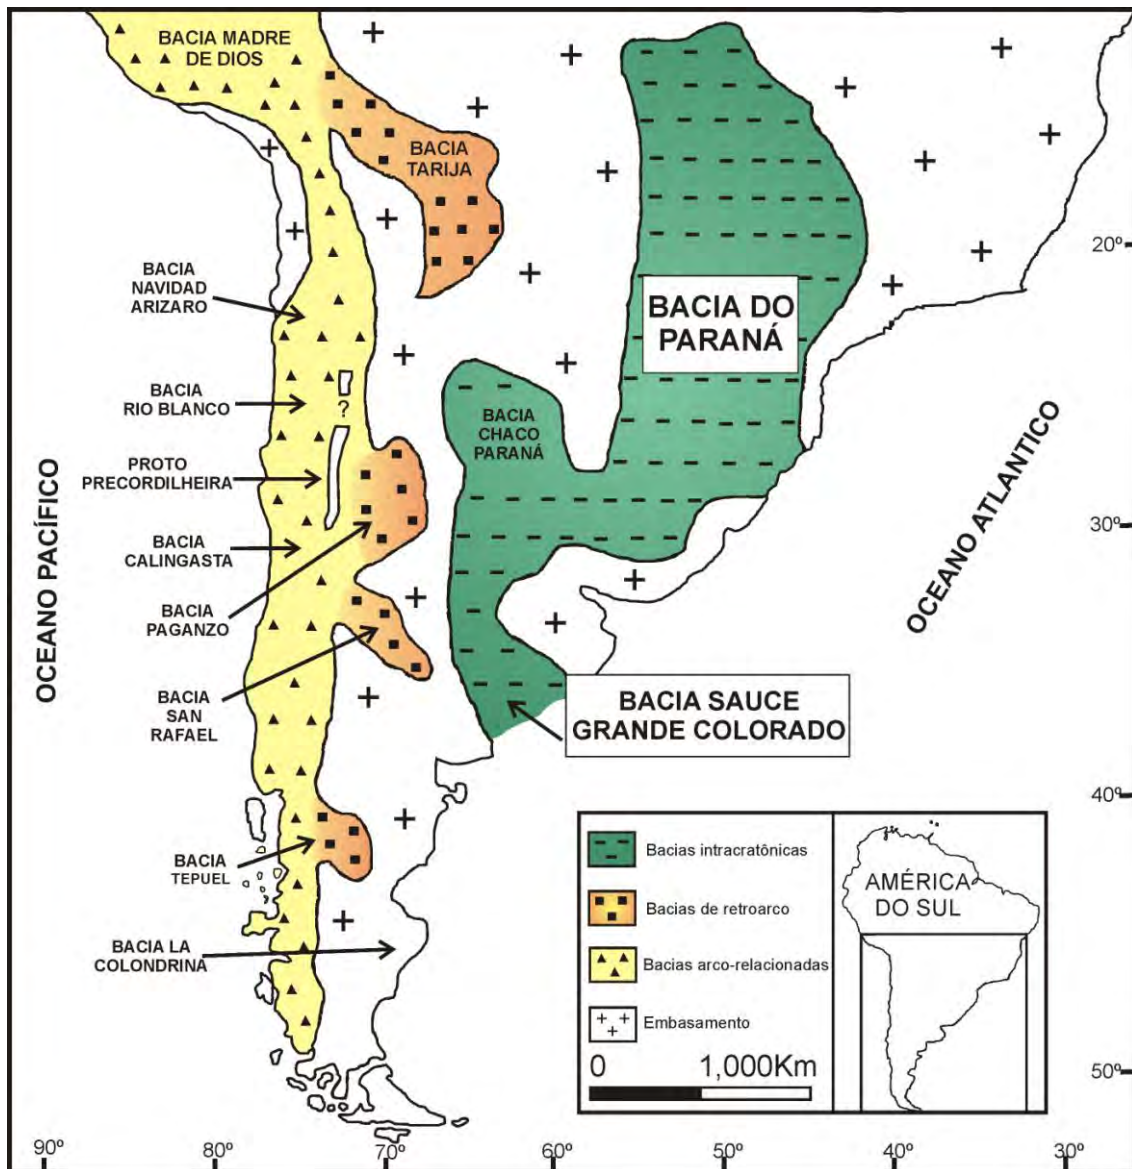 BACIA MADRE
DE DIOS
BACIA
TARIJA
BACIA
NAVIDAD
ARIZARO
20º
BACIA DO
PARANÁ
BACIA
RIO BLANCO
?
BACIA
CHACO
PARANÁ
PROTO
PRECORDILHEIRA
OCEANO PACÍFICO
OCEANO ATLANTICO
30º
BACIA
CALINGASTA
BACIA
PAGANZO
BACIA
SAN
RAFAEL
BACIA SAUCE
GRANDE COLORADO
40º
BACIA
TEPUEL
BACIA LA
COLONDRINA
Bacias intracratônicas
Bacias de retroarco
Bacias arco-relacionadas
Embasamento
0 1,000Km
AMÉRICA
DO SUL
50º
90º 80º 70º 60º 50º 40º 30º